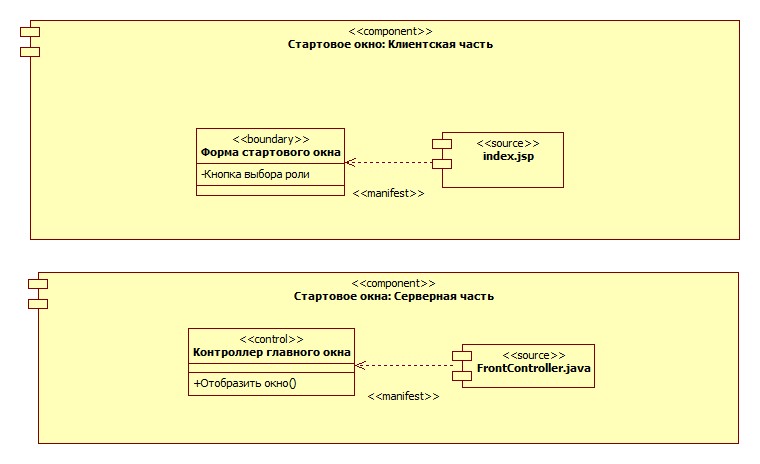 <<component>>
Стартовое окно: Клиентская часть
<<boundary>>
Форма стартового окна
-Кнопка выбора роли
<<source>>
index.jsp
<<manifest>>
<<component>>
Стартовое окна: Серверная часть
<<control>>
Контроллер главного окна
+Отобразить окно()
<<source>>
FrontController.java
<<manifest>>